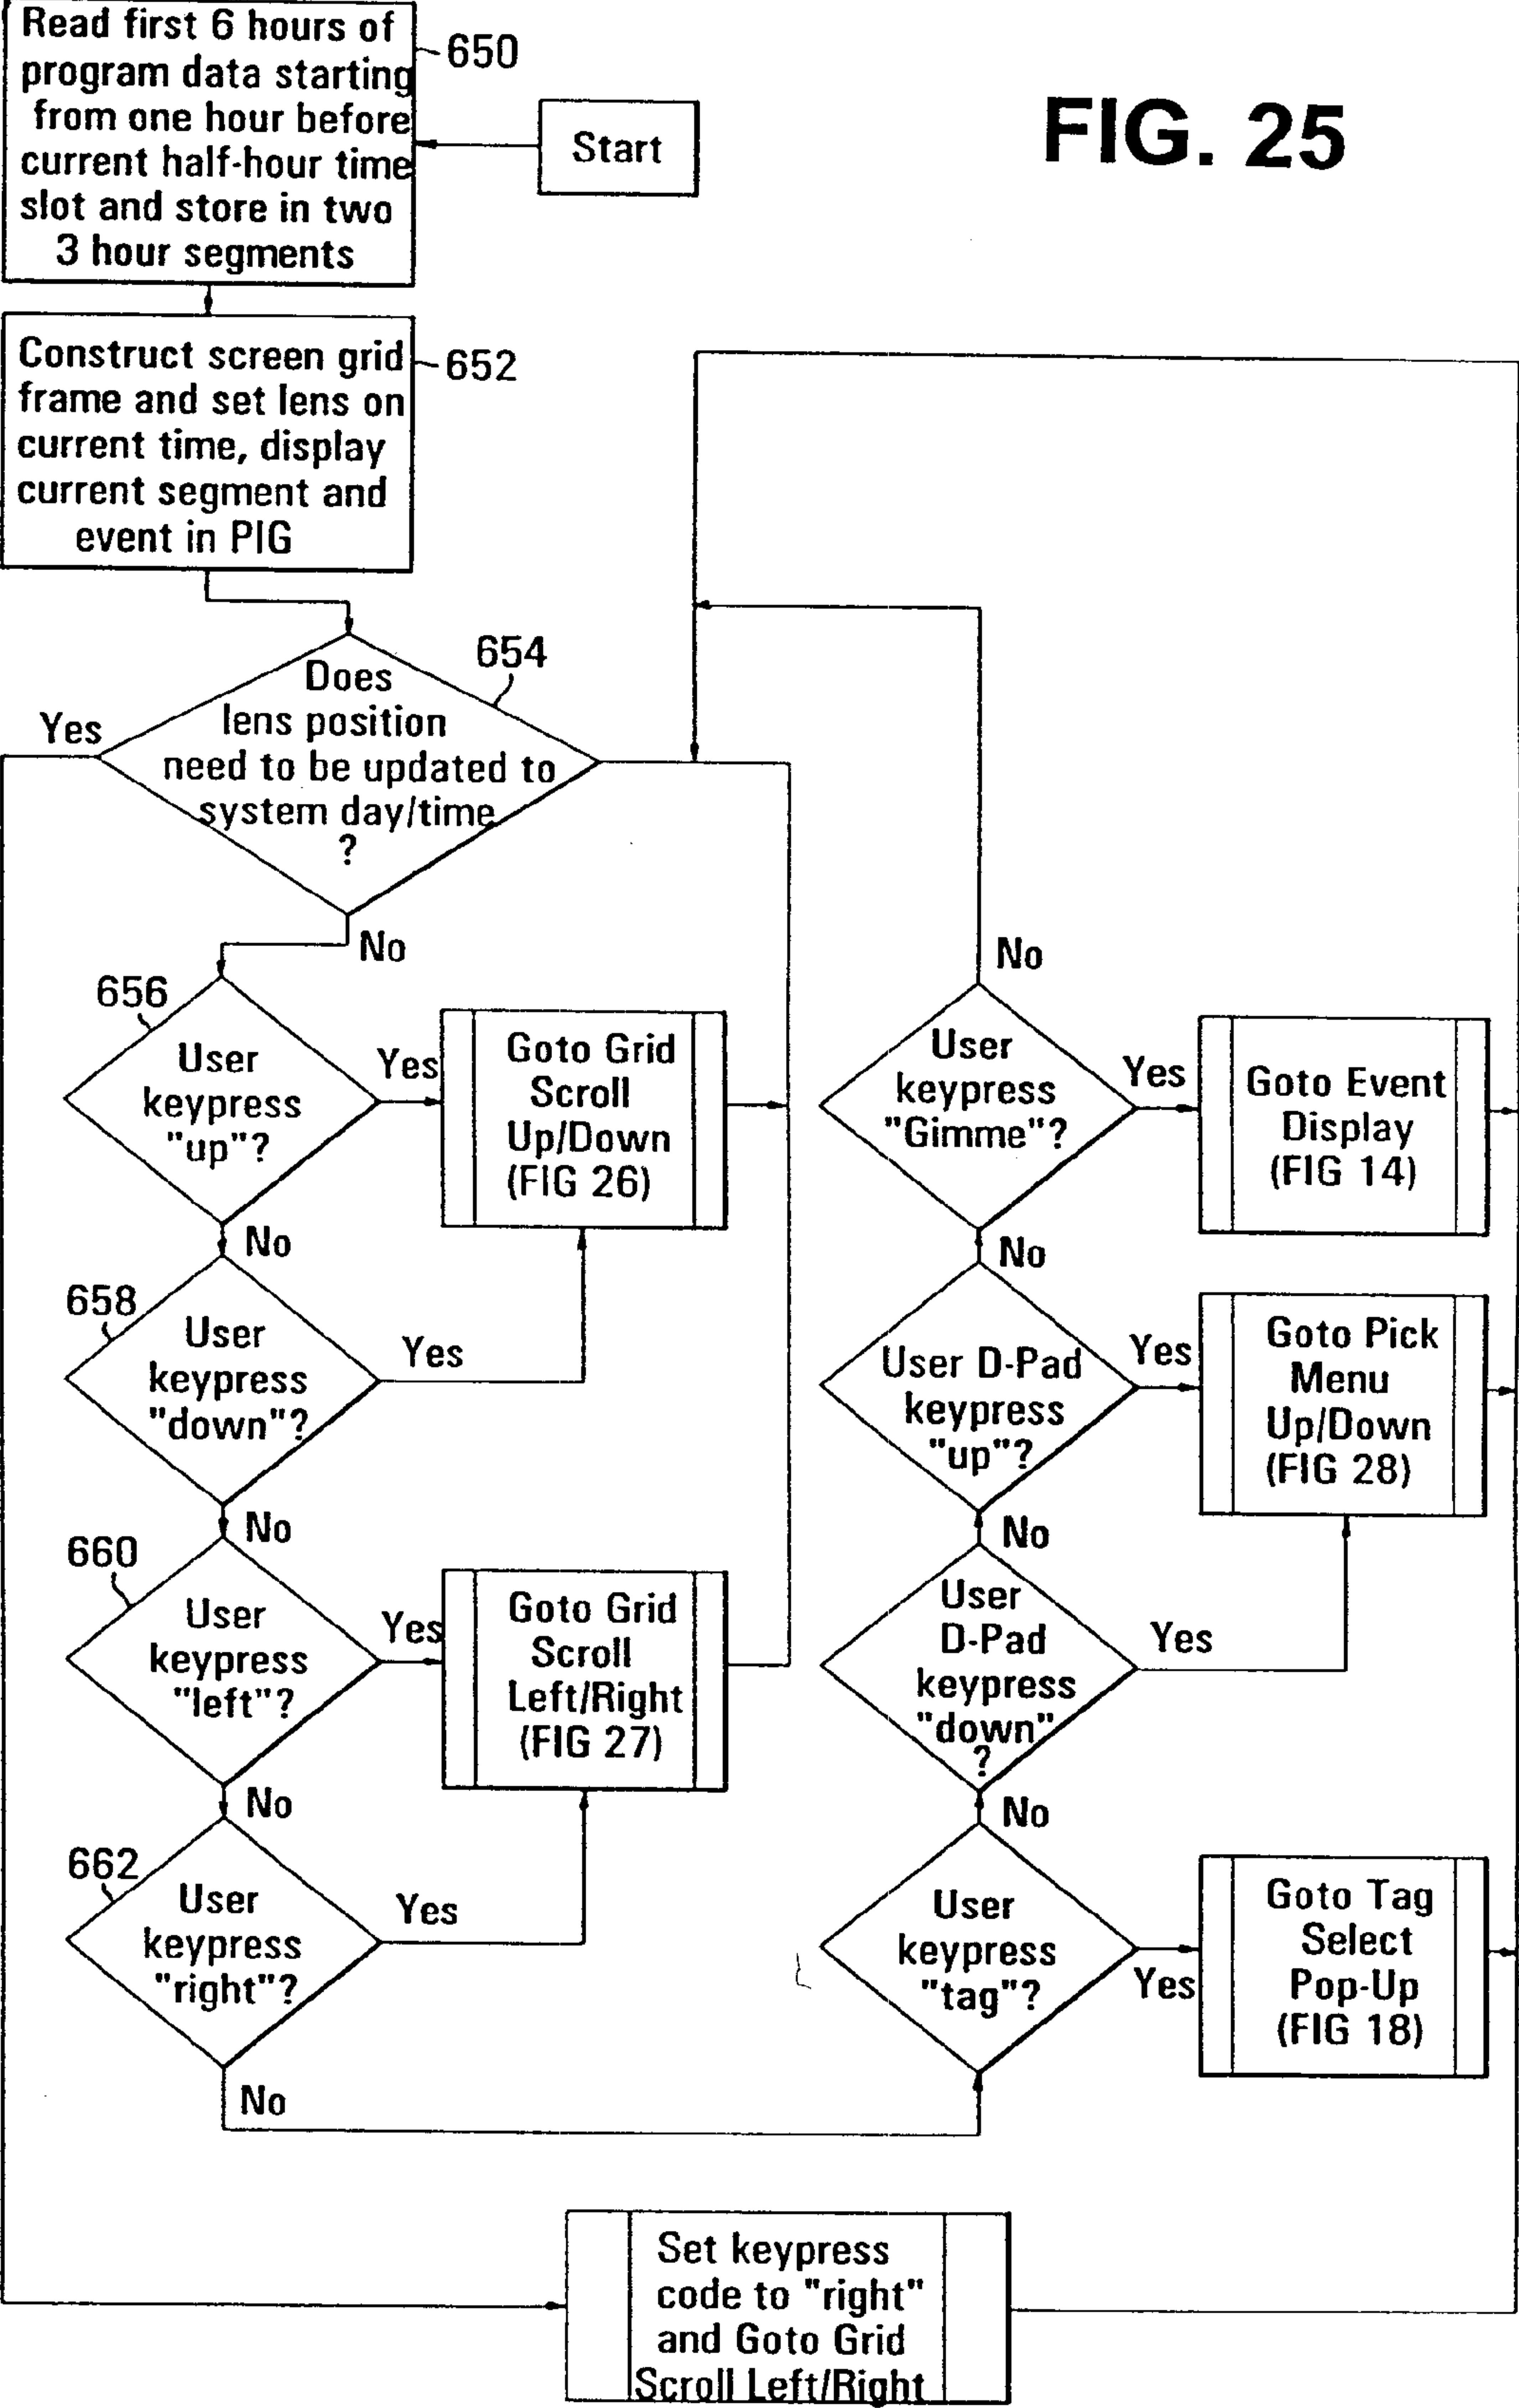 Read first 6 hours of
program data starting
from one hour before
current half-hour time
slot and store in two
3 hour segments
650
Start
FIG. 25
Construct screen grid
frame and set lens on
current time, display
current segment and
event in PIG
652
Does
lens position
need to be updated to
system day/time
?
654
Yes
No
656
User
keypress
"up"?
Yes
Goto Grid
Scroll
Up/Down
(FIG 26)
No
658
User
keypress
"down"?
Yes
No
660
User
keypress
"left"?
Yes
Goto Grid
Scroll
Left/Right
(FIG 27)
No
662
User
keypress
"right"?
Yes
No
No
User
keypress
"Gimme"?
Yes
Goto Event
Display
(FIG 14)
No
User D-Pad
keypress
"up"?
Yes
Goto Pick
Menu
Up/Down
(FIG 28)
No
User
D-Pad
keypress
"down"
?
Yes
No
User
keypress
"tag"?
Yes
Goto Tag
Select
Pop-Up
(FIG 18)
Set keypress
code to "right"
and Goto Grid
Scroll Left/Right